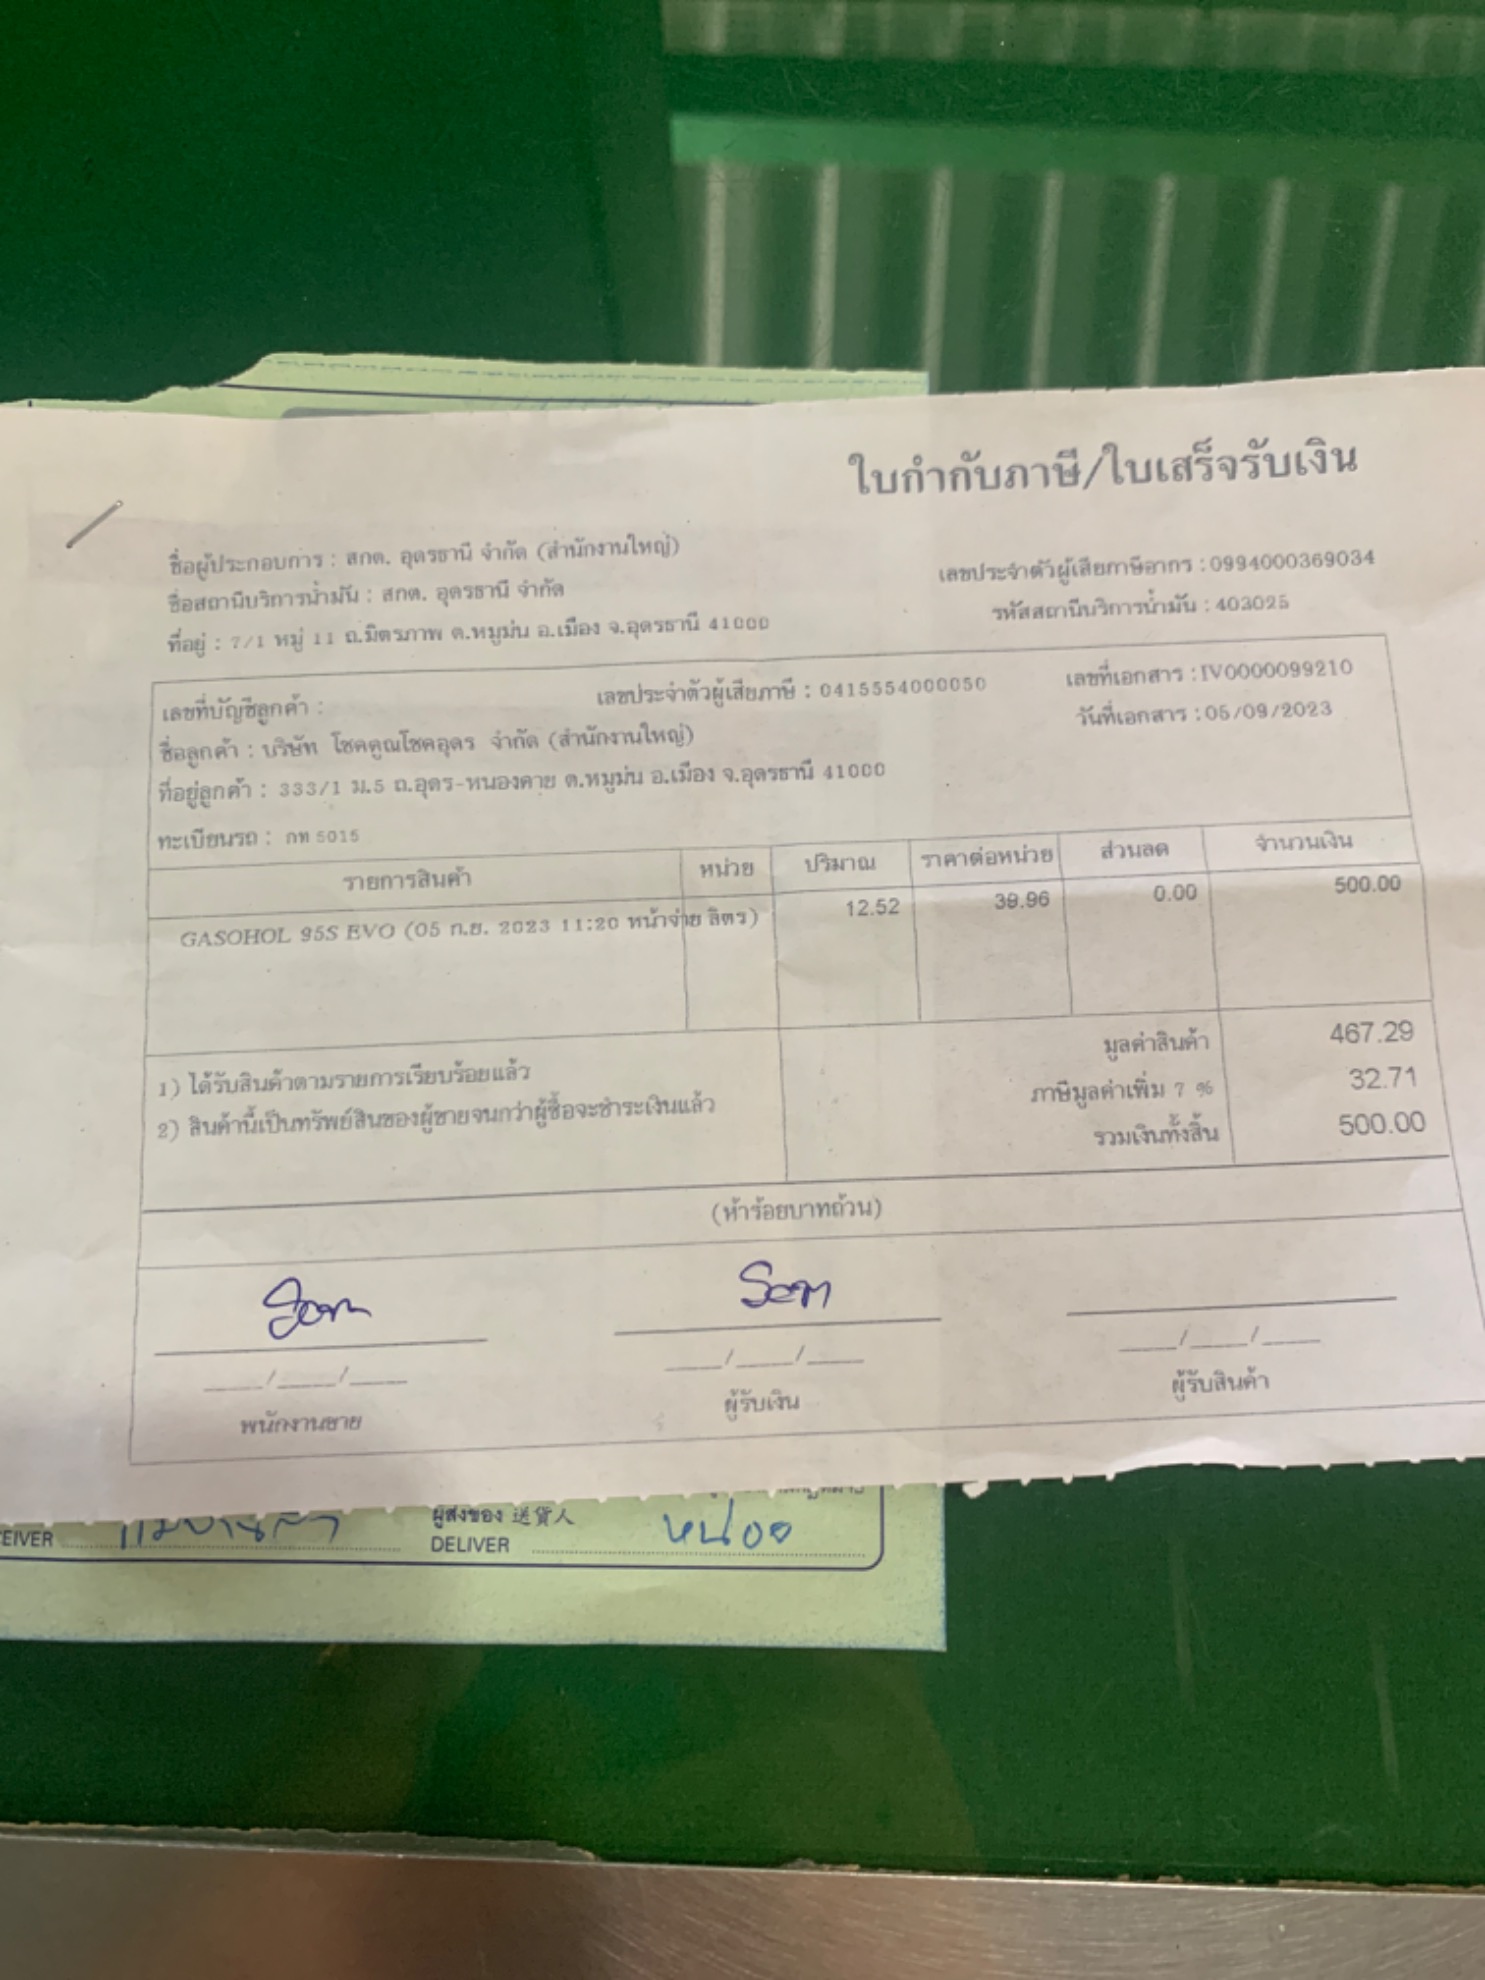 ใบกำกับภาษี/ใบเสร็จรับเงิน
ชื่อผู้ประกอบการ : สกต. อุดรธานี จำกัด (สำนักงานใหญ่)
เลขประจำตัวผู้เสียภาษีอากร : 0994000369034
ชื่อสถานีบริการน้ำมัน : สกต. อุดรธานี จำกัด
รหัสสถานีบริการน้ำมัน : 403025
ที่อยู่ : 7/1 หมู่ 11 ถ.มิตรภาพ ต.หมูม่น อ.เมือง จ.อุดรธานี 41000
เลขที่บัญชีลูกค้า :
เลขประจำตัวผู้เสียภาษี : 0415554000050
เลขที่เอกสาร : IV0000099210
ชื่อลูกค้า : บริษัท โชคคูณโชคอุดร จำกัด (สำนักงานใหญ่)
วันที่เอกสาร : 05/09/2023
ที่อยู่ลูกค้า : 333/1 ม.5 ถ.อุดร-หนองคาย ต.หมูม่น อ.เมือง จ.อุดรธานี 41000
ทะเบียนรถ : กท 5015
รายการสินค้า หน่วย ปริมาณ ราคาต่อหน่วย ส่วนลด จำนวนเงิน
GASOHOL 95S EVO (05 ก.ย. 2023 11:20 หน้าจ่าย ลิตร) 12.52 39.96 0.00 500.00
มูลค่าสินค้า 467.29
1) ได้รับสินค้าตามรายการเรียบร้อยแล้ว
ภาษีมูลค่าเพิ่ม 7 % 32.71
2) สินค้านี้เป็นทรัพย์สินของผู้ขายจนกว่าผู้ซื้อจะชำระเงินแล้ว
รวมเงินทั้งสิ้น 500.00
(ห้าร้อยบาทถ้วน)
___/___/___ ___/___/___ ___/___/___
พนักงานขาย ผู้รับเงิน ผู้รับสินค้า
ผู้ส่งของ 送貨人
EIVER DELIVER หน่อย